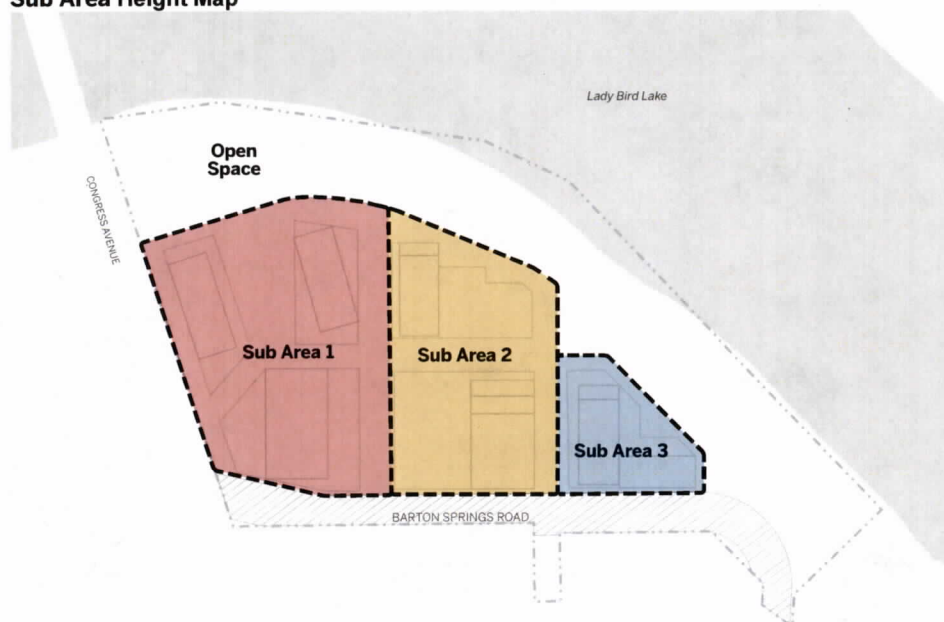 Sub Area Height Map
Lady Bird Lake
Open
Space
CONGRESS AVENUE
Sub Area 1
Sub Area 2
Sub Area 3
BARTON SPRINGS ROAD